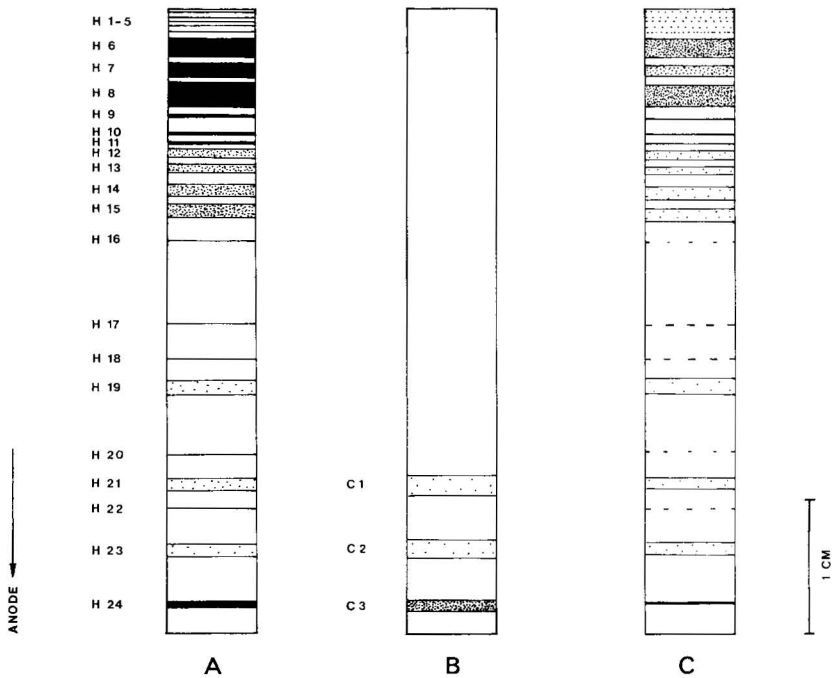 H 1-5
H 6
H 7
H 8
H 9
H 10
H 11
H 12
H 13
H 14
H 15
H 16
H 17
H 18
H 19
H 20
H 21
H 22
H 23
H 24
C 1
C 2
C 3
ANODE
1 CM
A
B
C